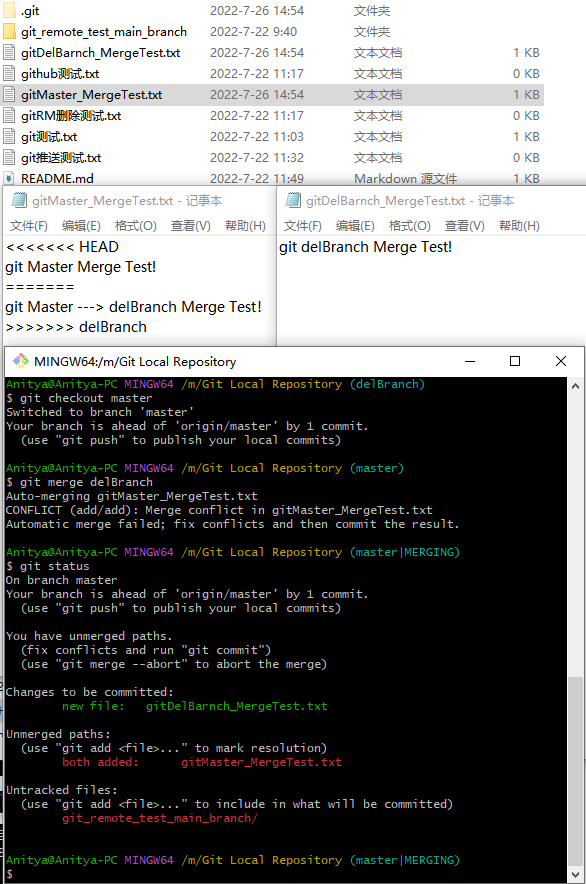 .git 2022-7-26 14:54 文件夹
git_remote_test_main_branch 2022-7-22 9:40 文件夹
gitDelBarnch_MergeTest.txt 2022-7-26 14:54 文本文档 1 KB
github测试.txt 2022-7-22 11:17 文本文档 0 KB
gitMaster_MergeTest.txt 2022-7-26 14:54 文本文档 1 KB
gitRM删除测试.txt 2022-7-22 11:17 文本文档 0 KB
git测试.txt 2022-7-22 11:03 文本文档 1 KB
git推送测试.txt 2022-7-22 11:32 文本文档 0 KB
README.md 2022-7-22 11:49 Markdown 源文件 1 KB
gitMaster_MergeTest.txt - 记事本
文件(F) 编辑(E) 格式(O) 查看(V) 帮助(H)
<<<<<<< HEAD
git Master Merge Test!
=======
git Master ---> delBranch Merge Test!
>>>>>>> delBranch
gitDelBarnch_MergeTest.txt - 记事本
文件(F) 编辑(E) 格式(O) 查看(V) 帮助(H)
git delBranch Merge Test!
MINGW64:/m/Git Local Repository
Anitya@Anitya-PC MINGW64 /m/Git Local Repository (delBranch)
$ git checkout master
Switched to branch 'master'
Your branch is ahead of 'origin/master' by 1 commit.
(use "git push" to publish your local commits)
Anitya@Anitya-PC MINGW64 /m/Git Local Repository (master)
$ git merge delBranch
Auto-merging gitMaster_MergeTest.txt
CONFLICT (add/add): Merge conflict in gitMaster_MergeTest.txt
Automatic merge failed; fix conflicts and then commit the result.
Anitya@Anitya-PC MINGW64 /m/Git Local Repository (master|MERGING)
$ git status
On branch master
Your branch is ahead of 'origin/master' by 1 commit.
(use "git push" to publish your local commits)
You have unmerged paths.
(fix conflicts and run "git commit")
(use "git merge --abort" to abort the merge)
Changes to be committed:
new file: gitDelBarnch_MergeTest.txt
Unmerged paths:
(use "git add <file>..." to mark resolution)
both added: gitMaster_MergeTest.txt
Untracked files:
(use "git add <file>..." to include in what will be committed)
git_remote_test_main_branch/
Anitya@Anitya-PC MINGW64 /m/Git Local Repository (master|MERGING)
$